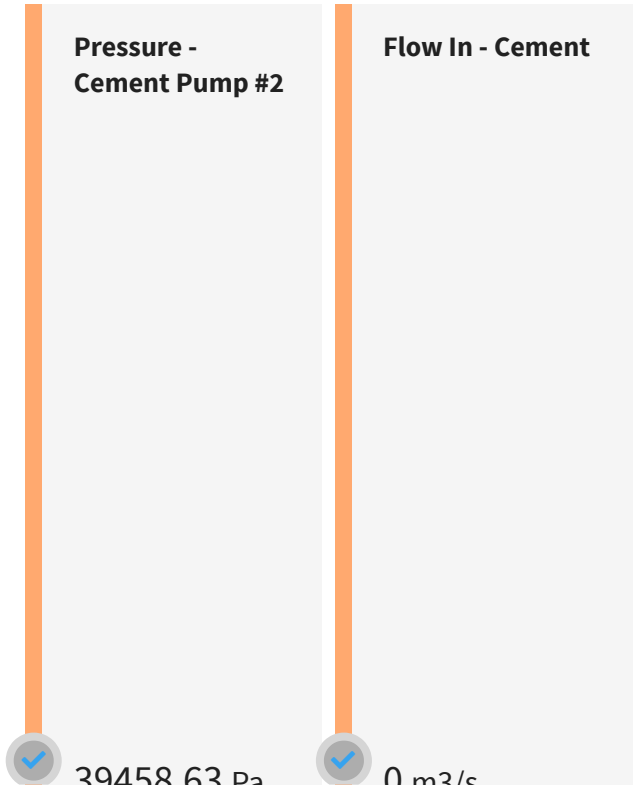 Pressure -
Cement Pump #2
Flow In - Cement
39458.63 Pa
0 m3/s